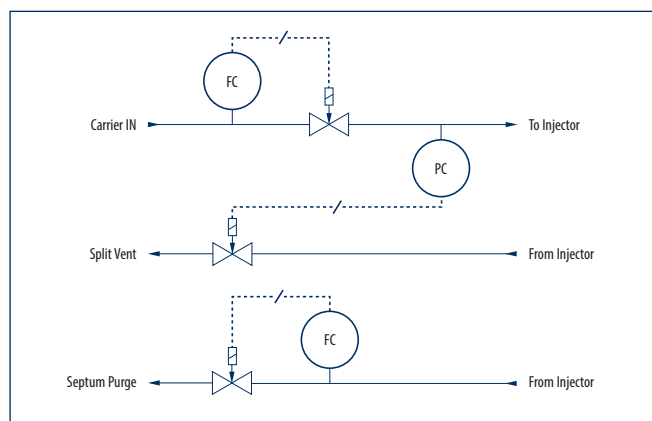 FC
Carrier IN
To Injector
PC
Split Vent
From Injector
FC
Septum Purge
From Injector